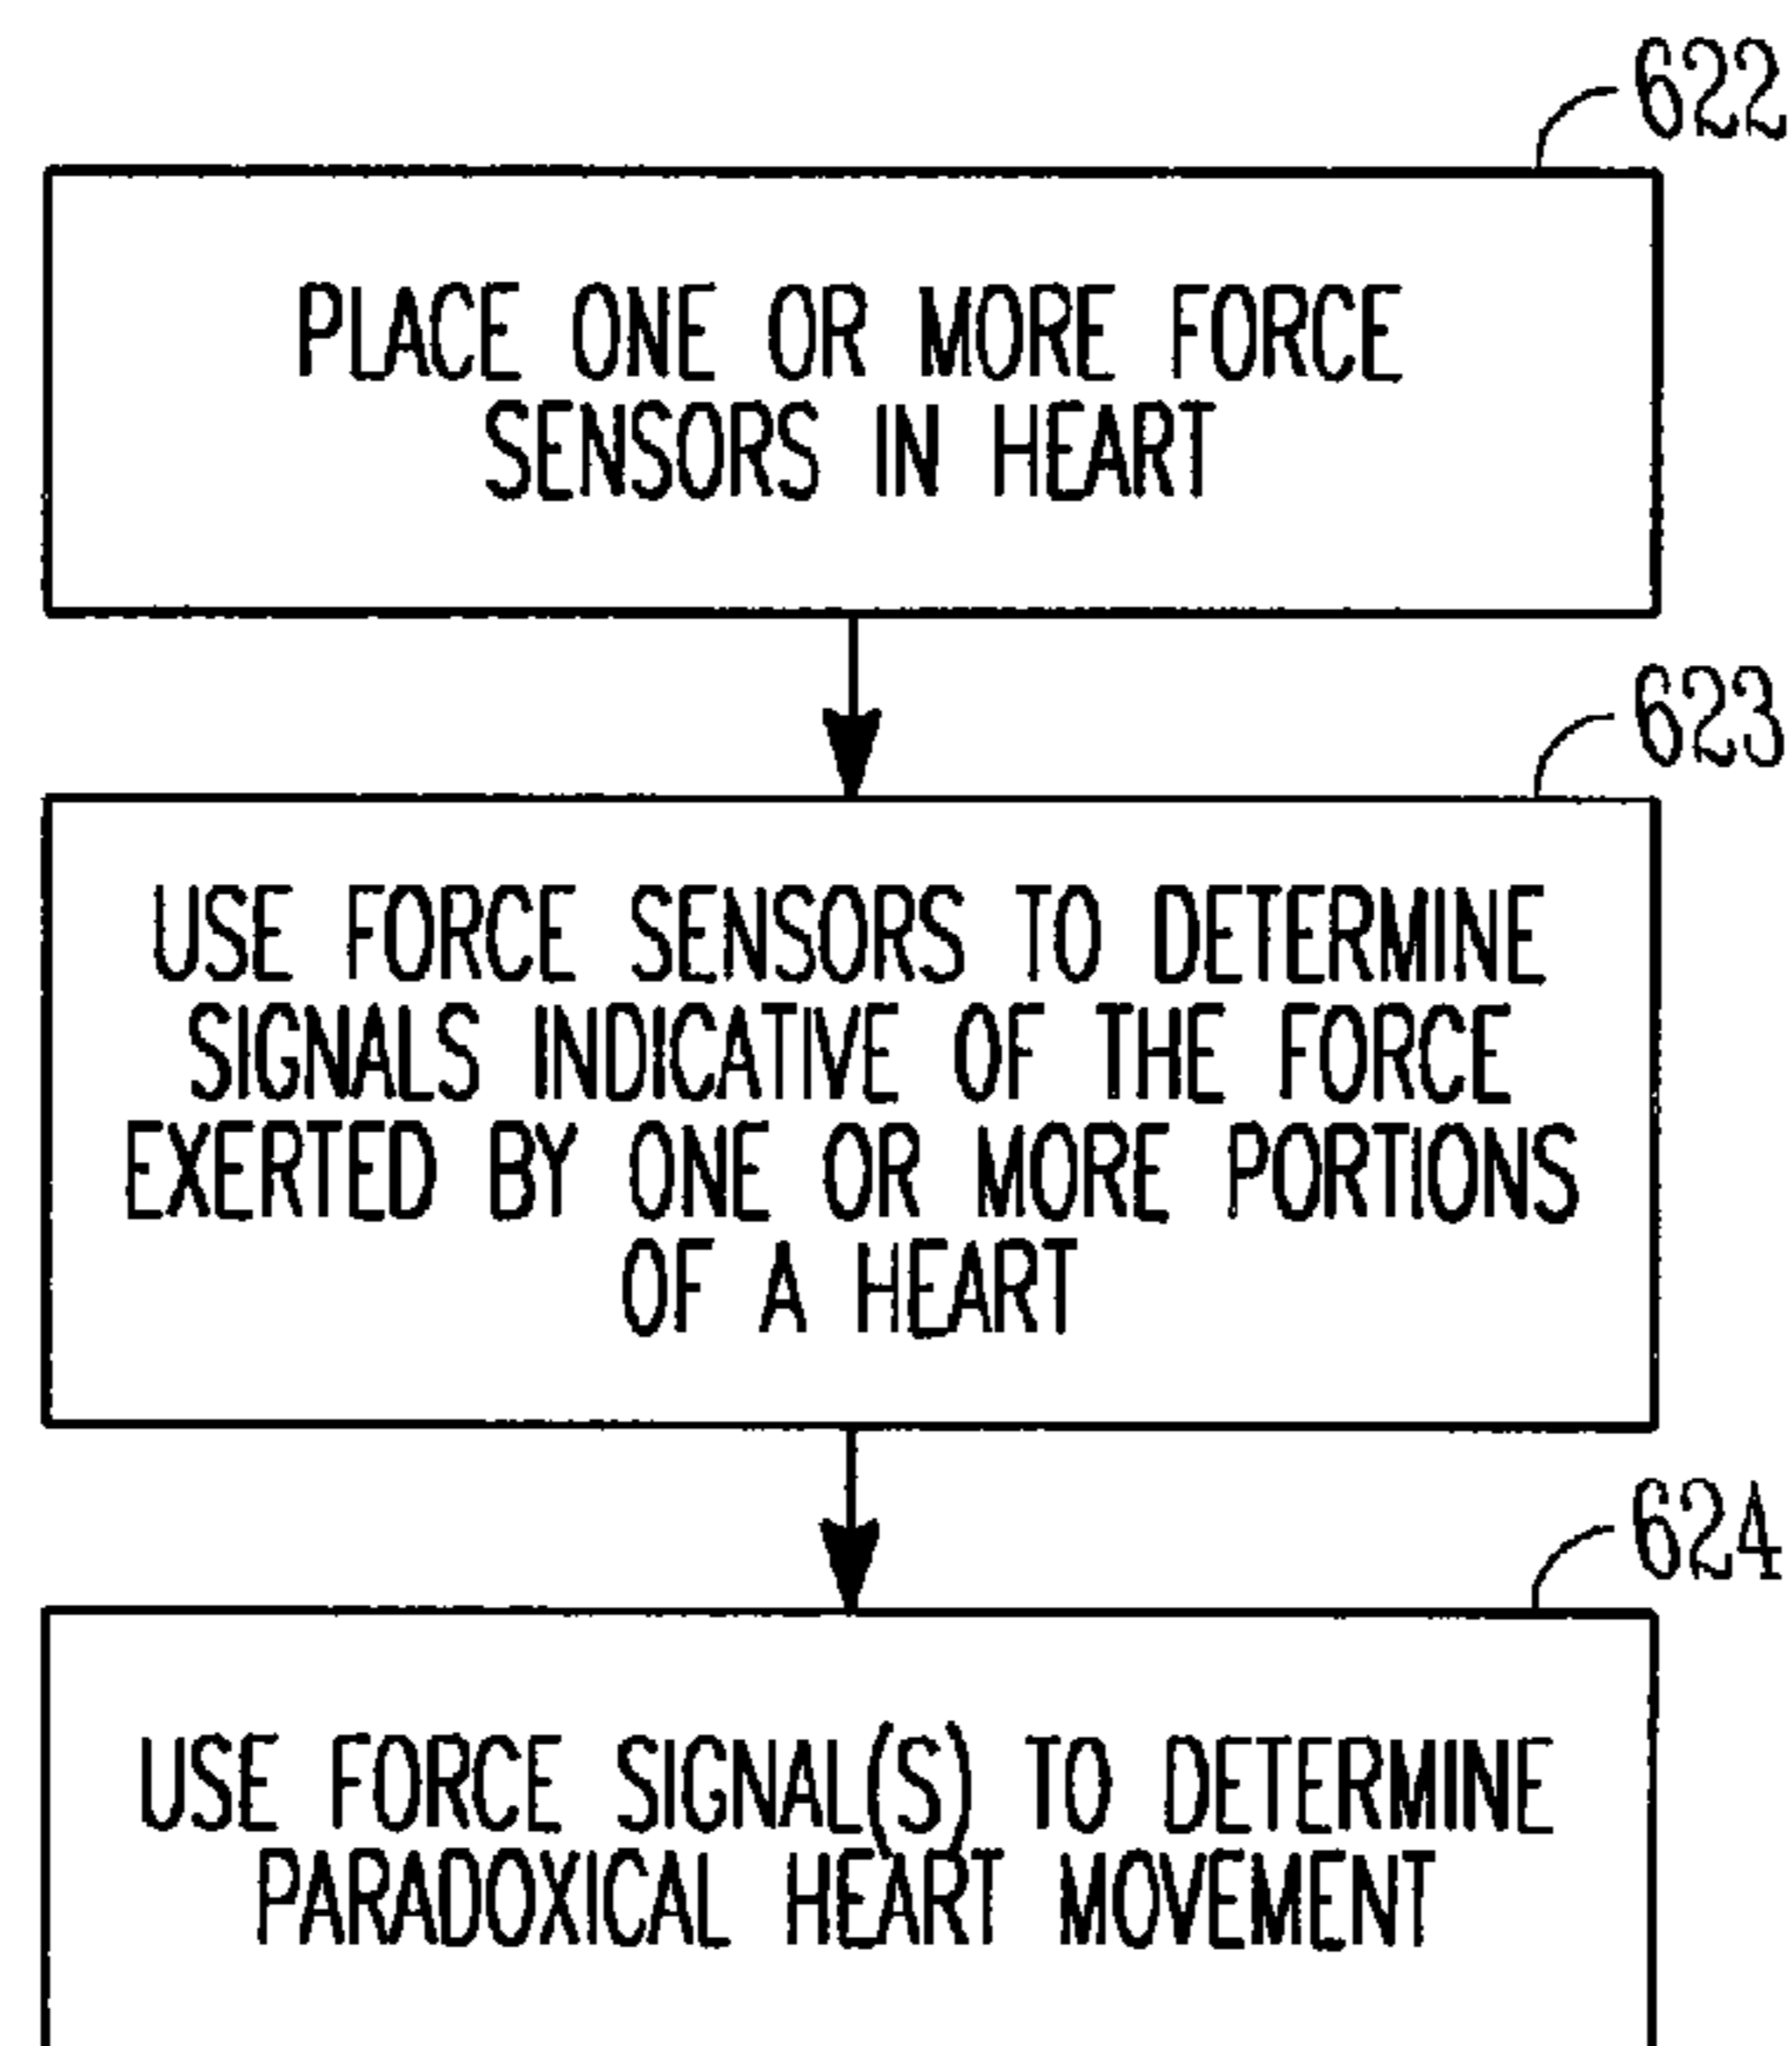 622
PLACE ONE OR MORE FORCE
SENSORS IN HEART
623
USE FORCE SENSORS TO DETERMINE
SIGNALS INDICATIVE OF THE FORCE
EXERTED BY ONE OR MORE PORTIONS
OF A HEART
624
USE FORCE SIGNAL(S) TO DETERMINE
PARADOXICAL HEART MOVEMENT